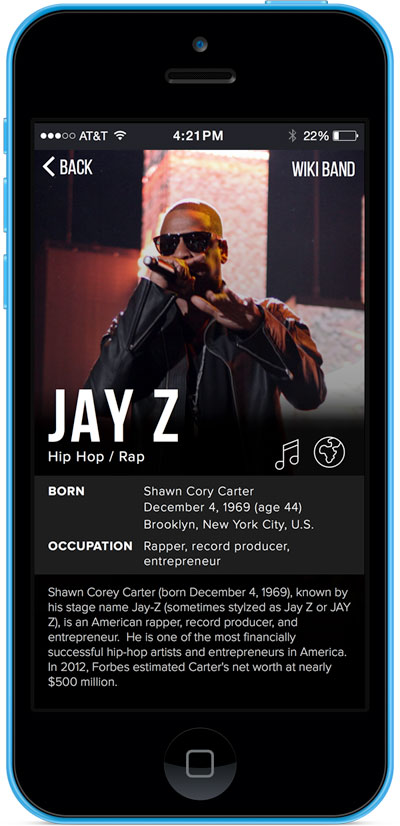 AT&T 4:21PM 22%
BACK WIKI BAND
JAY Z
Hip Hop / Rap
BORN Shawn Cory Carter
December 4, 1969 (age 44)
Brooklyn, New York City, U.S.
OCCUPATION Rapper, record producer,
entrepreneur
Shawn Corey Carter (born December 4, 1969), known by
his stage name Jay-Z (sometimes stylzed as Jay Z or JAY
Z), is an American rapper, record producer, and
entrepreneur. He is one of the most financially
successful hip-hop artists and entrepreneurs in America.
In 2012, Forbes estimated Carter's net worth at nearly
$500 million.